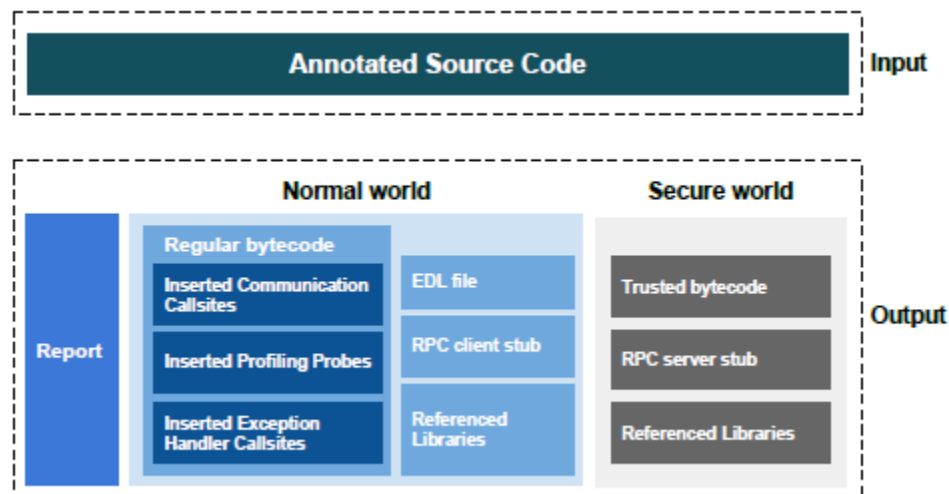 Annotated Source Code
Input
Normal world
Secure world
Report
Regular bytecode
Inserted Communication
Callsites
Inserted Profiling Probes
Inserted Exception
Handler Callsites
EDL file
RPC client stub
Referenced
Libraries
Trusted bytecode
RPC server stub
Referenced Libraries
Output